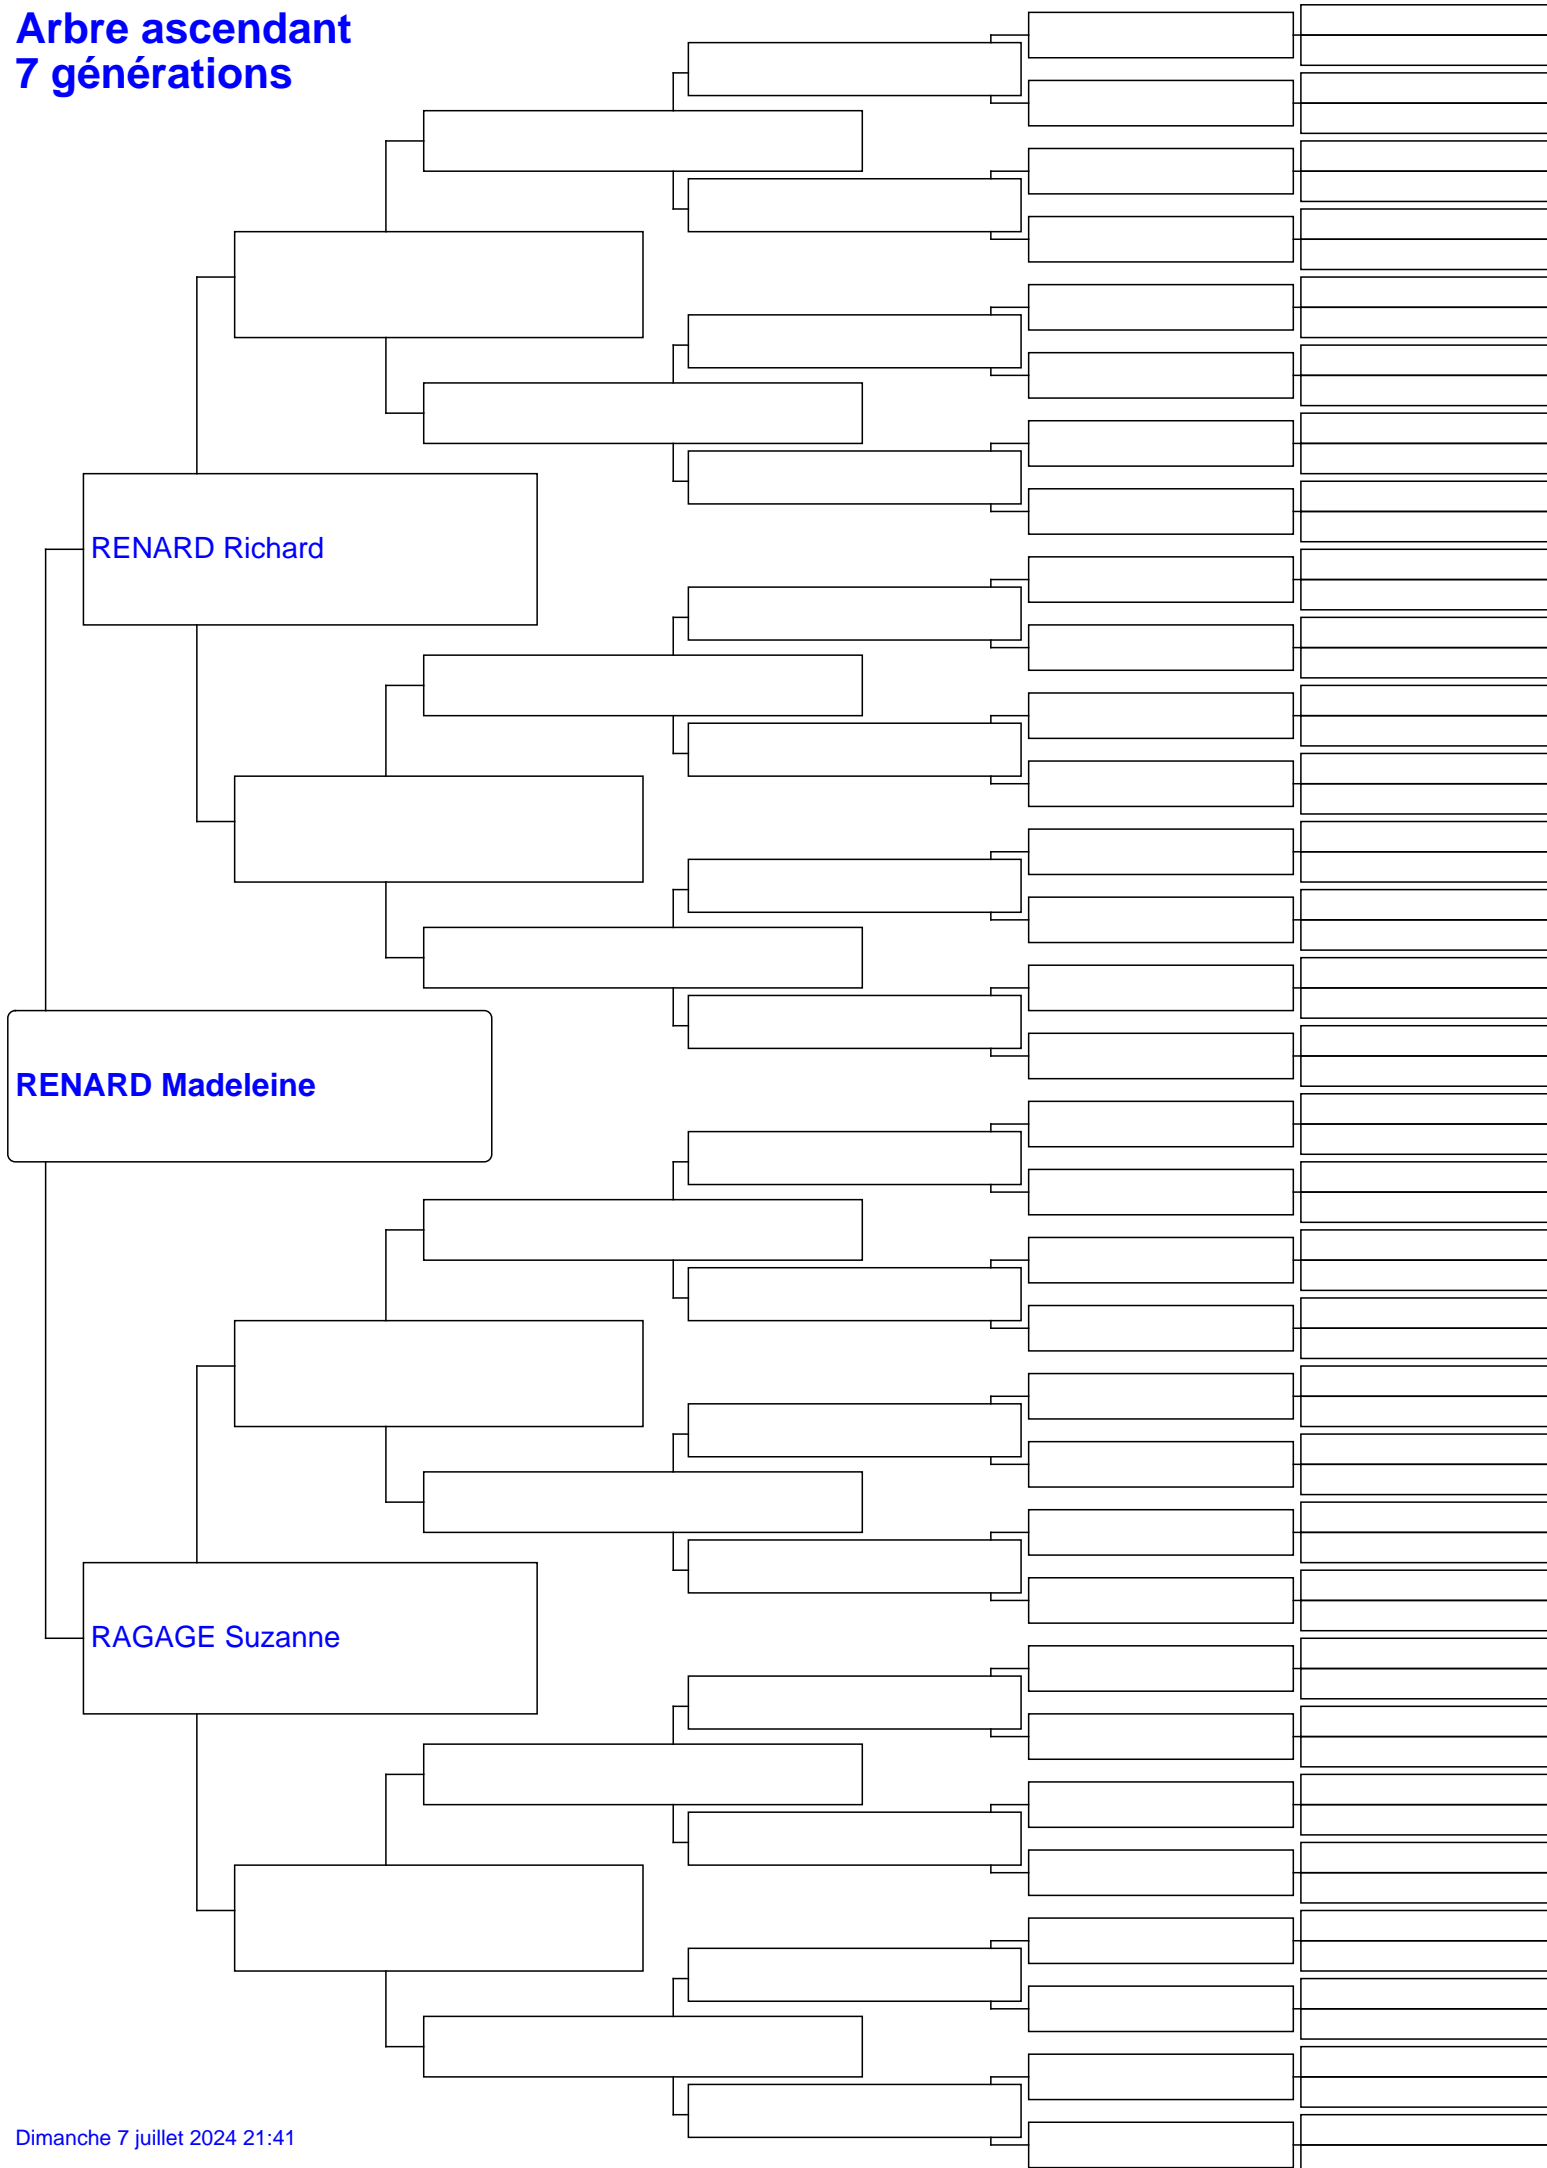 Arbre ascendant
7 générations
RENARD Richard
RENARD Madeleine
RAGAGE Suzanne
Dimanche 7 juillet 2024 21:41